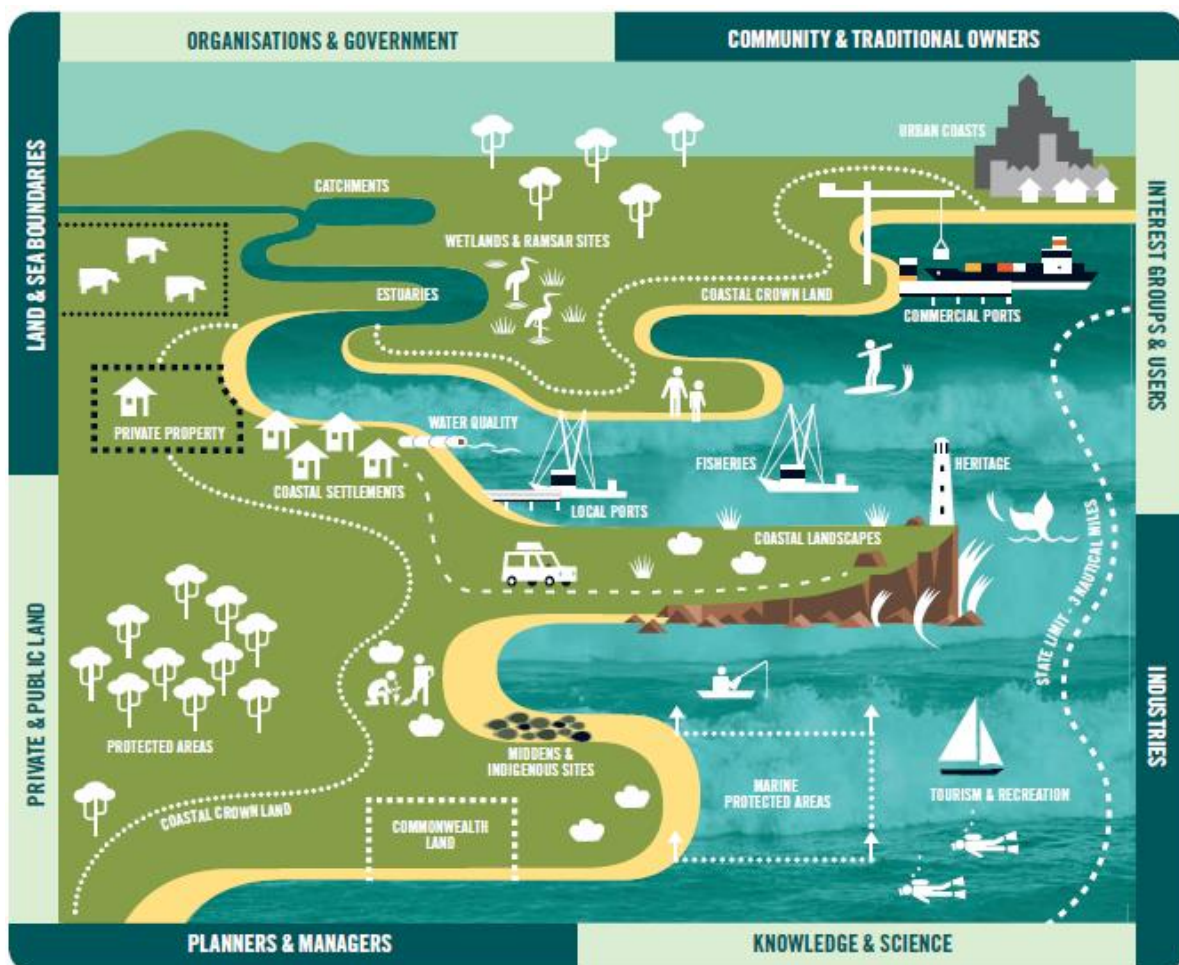 ORGANISATIONS & GOVERNMENT
COMMUNITY & TRADITIONAL OWNERS
LAND & SEA BOUNDARIES
PRIVATE & PUBLIC LAND
INTEREST GROUPS & USERS
INDUSTRIES
URBAN COASTS
CATCHMENTS
WETLANDS & RAMSAR SITES
ESTUARIES
COASTAL CROWN LAND
COMMERCIAL PORTS
PRIVATE PROPERTY
WATER QUALITY
COASTAL SETTLEMENTS
LOCAL PORTS
FISHERIES
HERITAGE
COASTAL LANDSCAPES
STATE LIMIT - 3 NAUTICAL MILES
PROTECTED AREAS
MIDDENS &
INDIGENOUS SITES
MARINE
PROTECTED AREAS
TOURISM & RECREATION
COASTAL CROWN LAND
COMMONWEALTH
LAND
PLANNERS & MANAGERS
KNOWLEDGE & SCIENCE